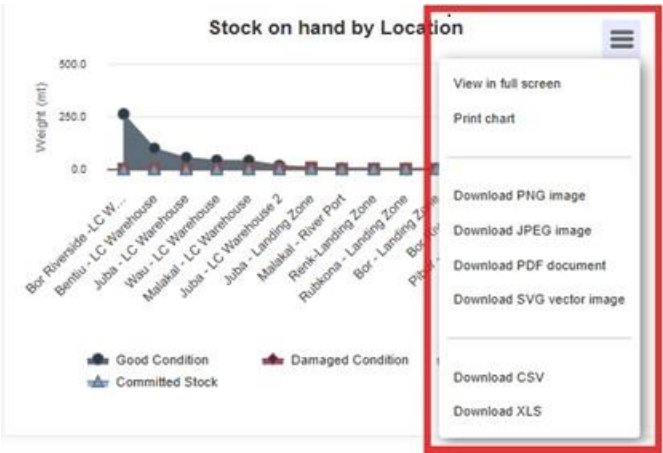 Stock on hand by Location
500.0
250.0
0.0
Weight (mt)
Bor Riverside -LC W...
Bentiu - LC Warehouse
Juba - LC Warehouse
Wau - LC Warehouse
Malakal - LC Warehouse
Juba - LC Warehouse 2
Juba - Landing Zone
Malakal - River Port
Renk-Landing Zone
Rubkona - Landing Zone
Bor - Landing Zone
Good Condition
Damaged Condition
Committed Stock
View in full screen
Print chart
Download PNG image
Download JPEG image
Download PDF document
Download SVG vector image
Download CSV
Download XLS